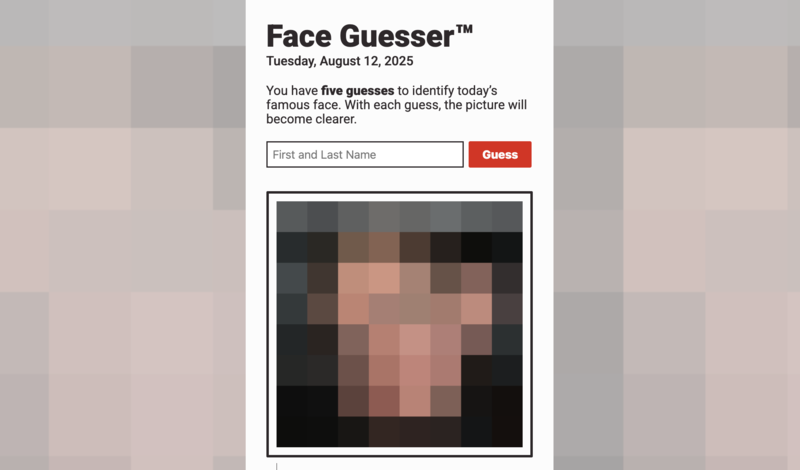 Face Guesser™
Tuesday, August 12, 2025
You have five guesses to identify today's
famous face. With each guess, the picture will
become clearer.
First and Last Name
Guess